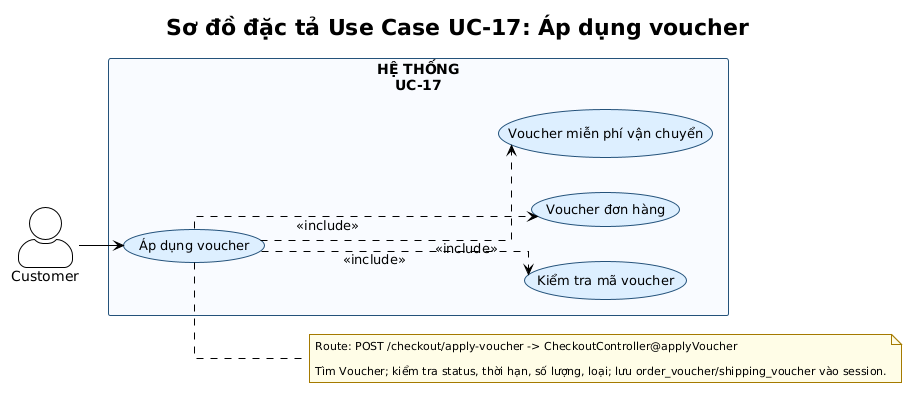 Sơ đồ đặc tả Use Case UC-17: Áp dụng voucher
HỆ THỐNG
UC-17
Voucher miễn phí vận chuyển
Voucher đơn hàng
«include»
Áp dụng voucher
«include»
«include»
Kiểm tra mã voucher
Customer
Route: POST /checkout/apply-voucher -> CheckoutController@applyVoucher
Tìm Voucher; kiểm tra status, thời hạn, số lượng, loại; lưu order_voucher/shipping_voucher vào session.